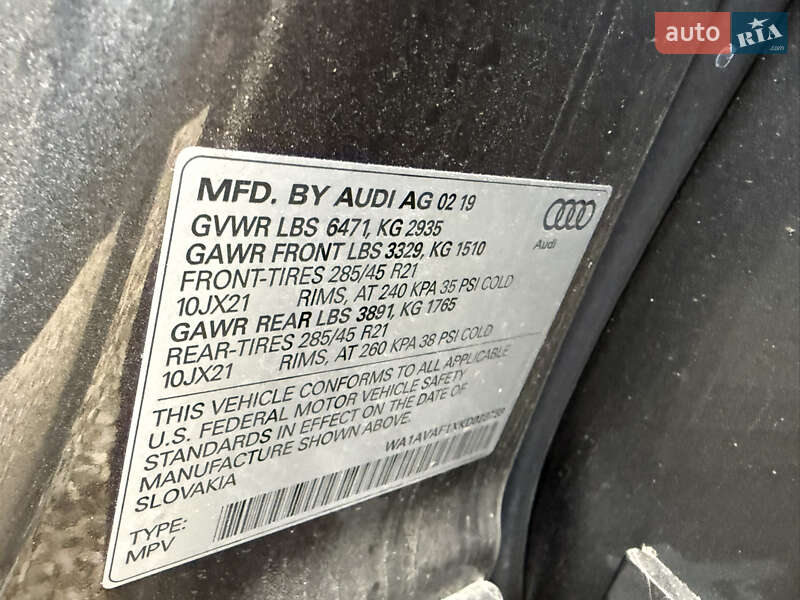 auto RIA .com
MFD. BY AUDI AG 02 19
GVWR LBS 6471, KG 2935
GAWR FRONT LBS 3329, KG 1510
FRONT-TIRES 285/45 R21
10JX21 RIMS, AT 240 KPA 35 PSI COLD
GAWR REAR LBS 3891, KG 1765
REAR-TIRES 285/45 R21
10JX21 RIMS, AT 260 KPA 38 PSI COLD
Audi
THIS VEHICLE CONFORMS TO ALL APPLICABLE
U.S. FEDERAL MOTOR VEHICLE SAFETY
STANDARDS IN EFFECT ON THE DATE OF
MANUFACTURE SHOWN ABOVE.
SLOVAKIA
TYPE:
MPV